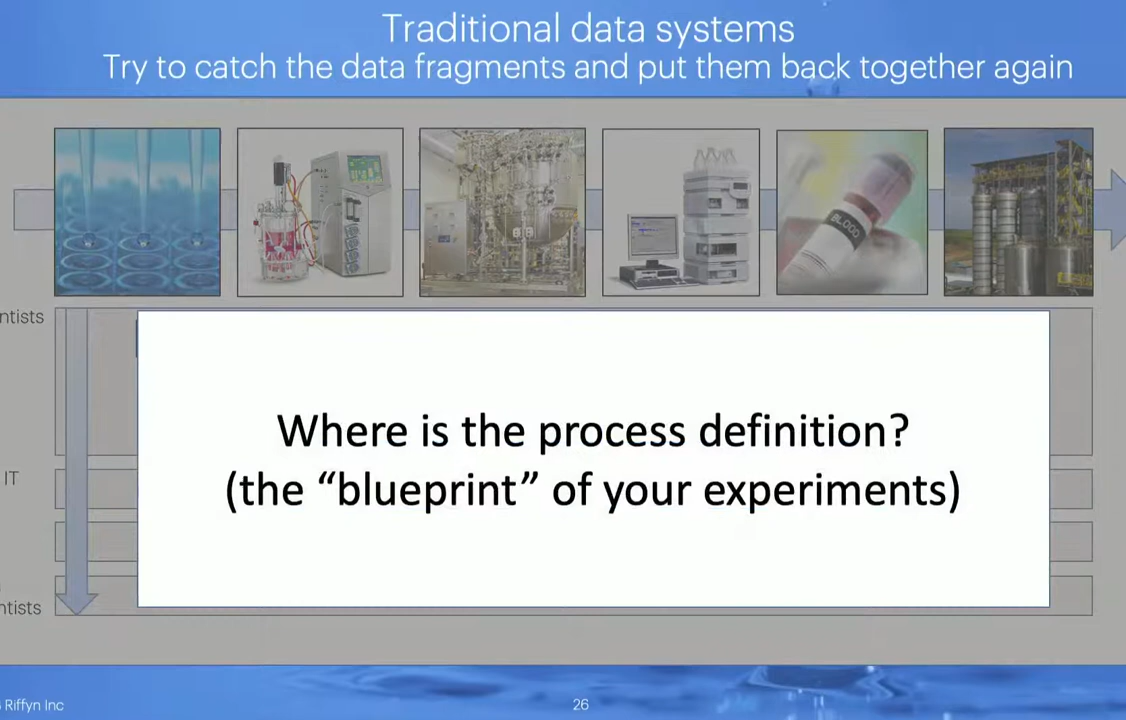 Traditional data systems
Try to catch the data fragments and put them back together again
BLOOD
ntists
Where is the process definition?
(the “blueprint” of your experiments)
IT
ntists
Riffyn Inc
26